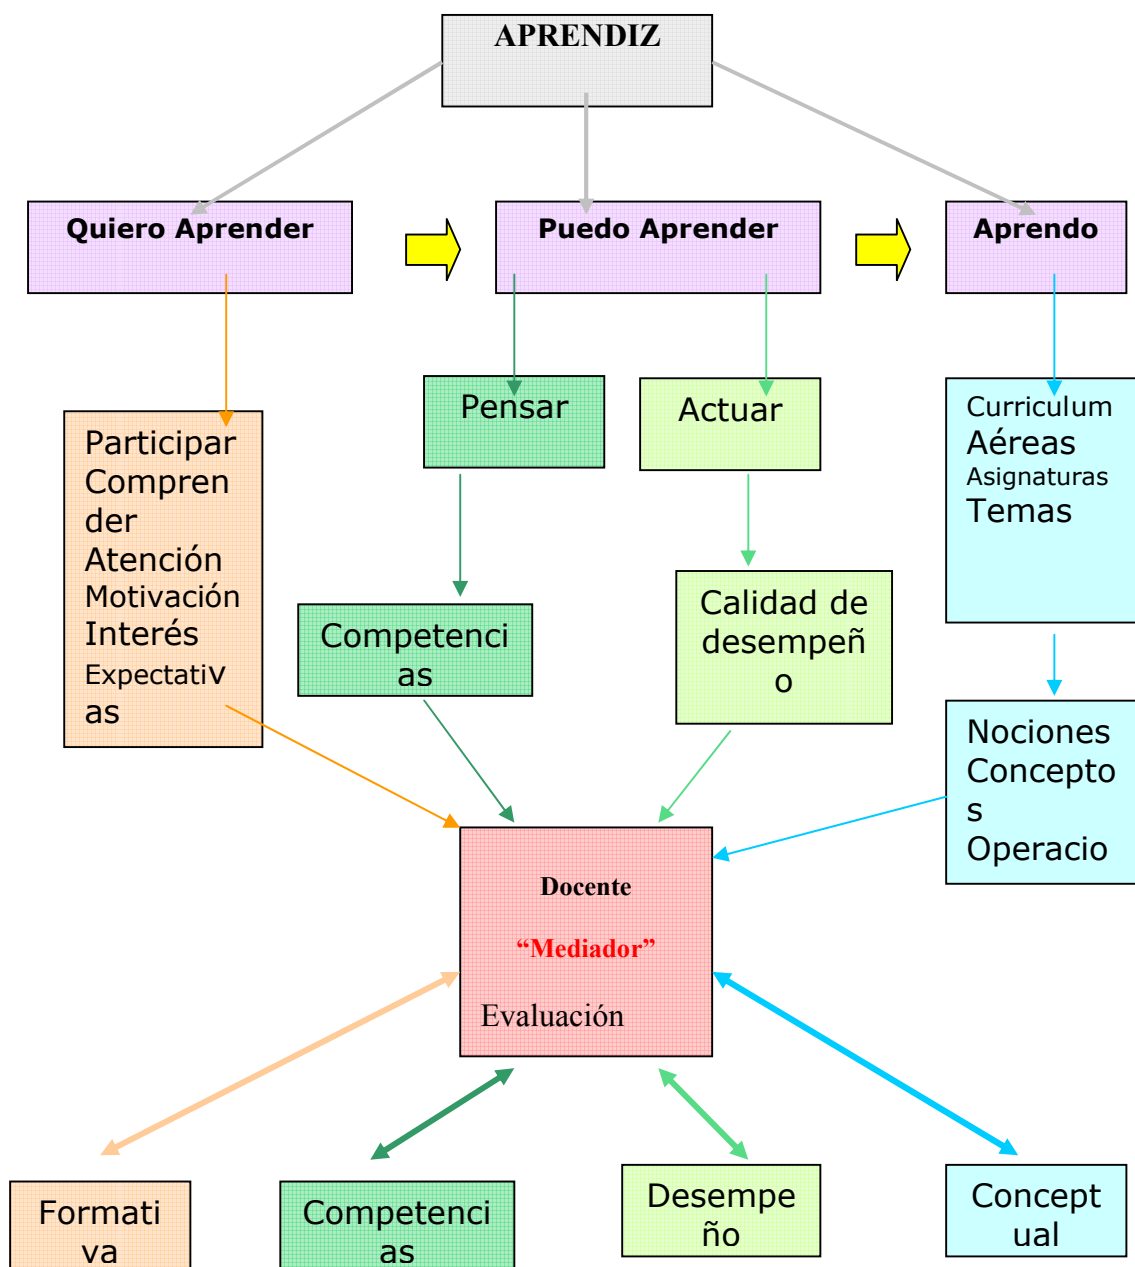 APRENDIZ
Quiero Aprender
Puedo Aprender
Aprendo
Pensar
Actuar
Curriculum
Aéreas
Asignaturas
Temas
Participar
Compren
der
Atención
Motivación
Interés
Expectativ
as
Competenci
as
Calidad de
desempeñ
o
Nociones
Concepto
s
Operacio
Docente
“Mediador”
Evaluación
Formati
va
Competenci
as
Desempe
ño
Concept
ual